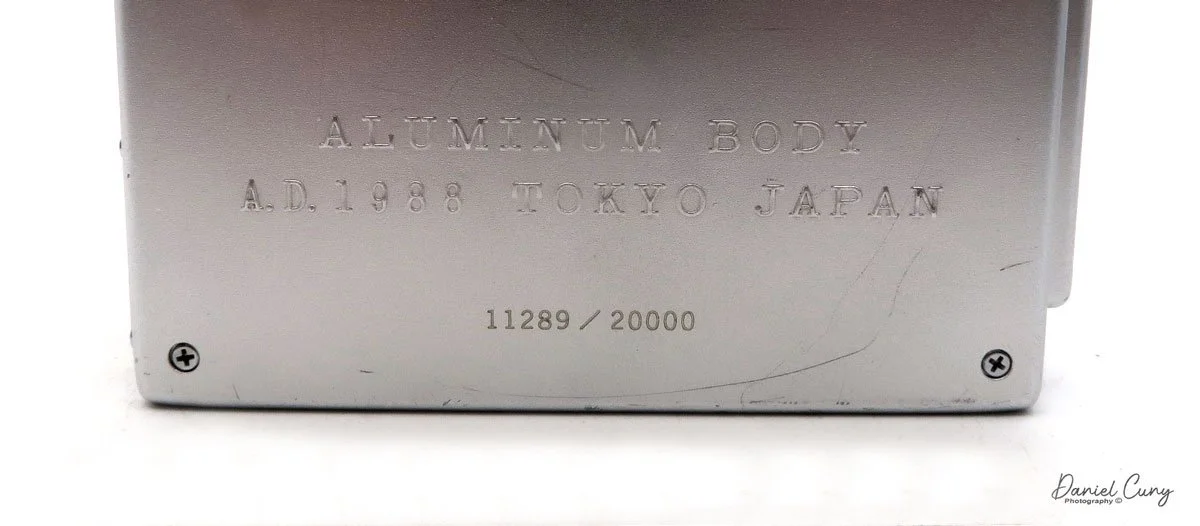 ALUMINUM BODY
A.D. 1988 TOKYO JAPAN
11289 / 20000
Daniel Cuny
Photography ©